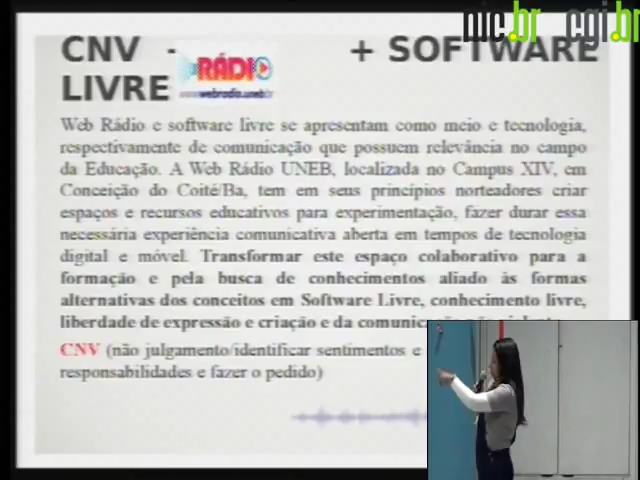 nic.br cgi.br
CNV - RÁDIO + SOFTWARE
LIVRE
Web Rádio e software livre se apresentam como meio e tecnologia,
respectivamente de comunicação que possuem relevância no campo
da Educação. A Web Rádio UNEB, localizada no Campus XIV, em
Conceição do Coité/Ba, tem em seus princípios norteadores criar
espaços e recursos educativos para experimentação, fazer durar essa
necessária experiência comunicativa aberta em tempos de tecnologia
digital e móvel. Transformar este espaço colaborativo para a
formação e pela busca de conhecimentos aliado às formas
alternativas dos conceitos em Software Livre, conhecimento livre,
liberdade de expressão e criação e da
CNV (não julgamento/identificar sentimentos e
responsabilidades e fazer o pedido)